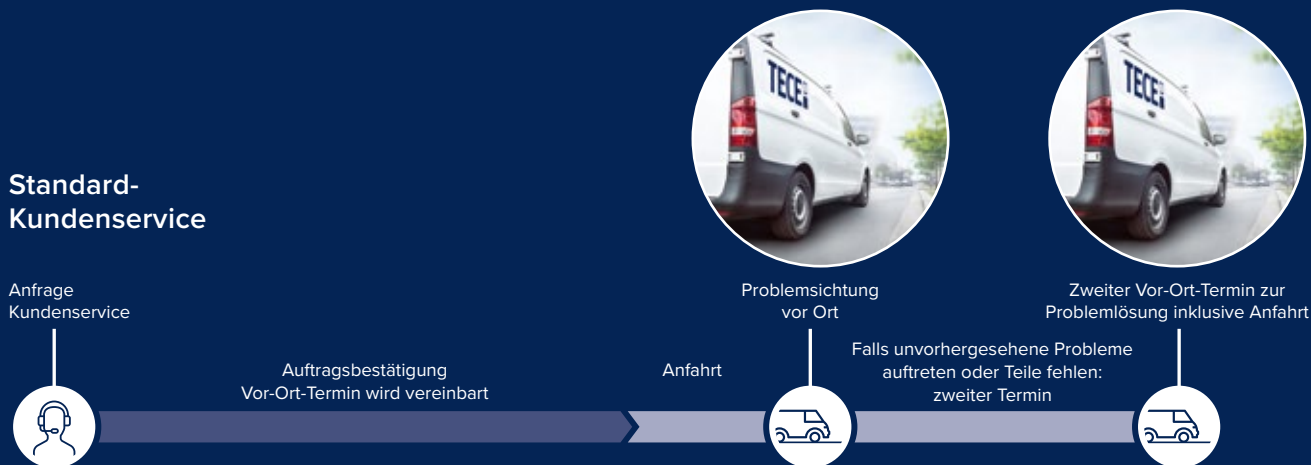 TECE
TECE
Standard-
Kundenservice
Anfrage
Kundenservice
Auftragsbestätigung
Vor-Ort-Termin wird vereinbart
Anfahrt
Problemsichtung
vor Ort
Falls unvorhergesehene Probleme
auftreten oder Teile fehlen:
zweiter Termin
Zweiter Vor-Ort-Termin zur
Problemlösung inklusive Anfahrt